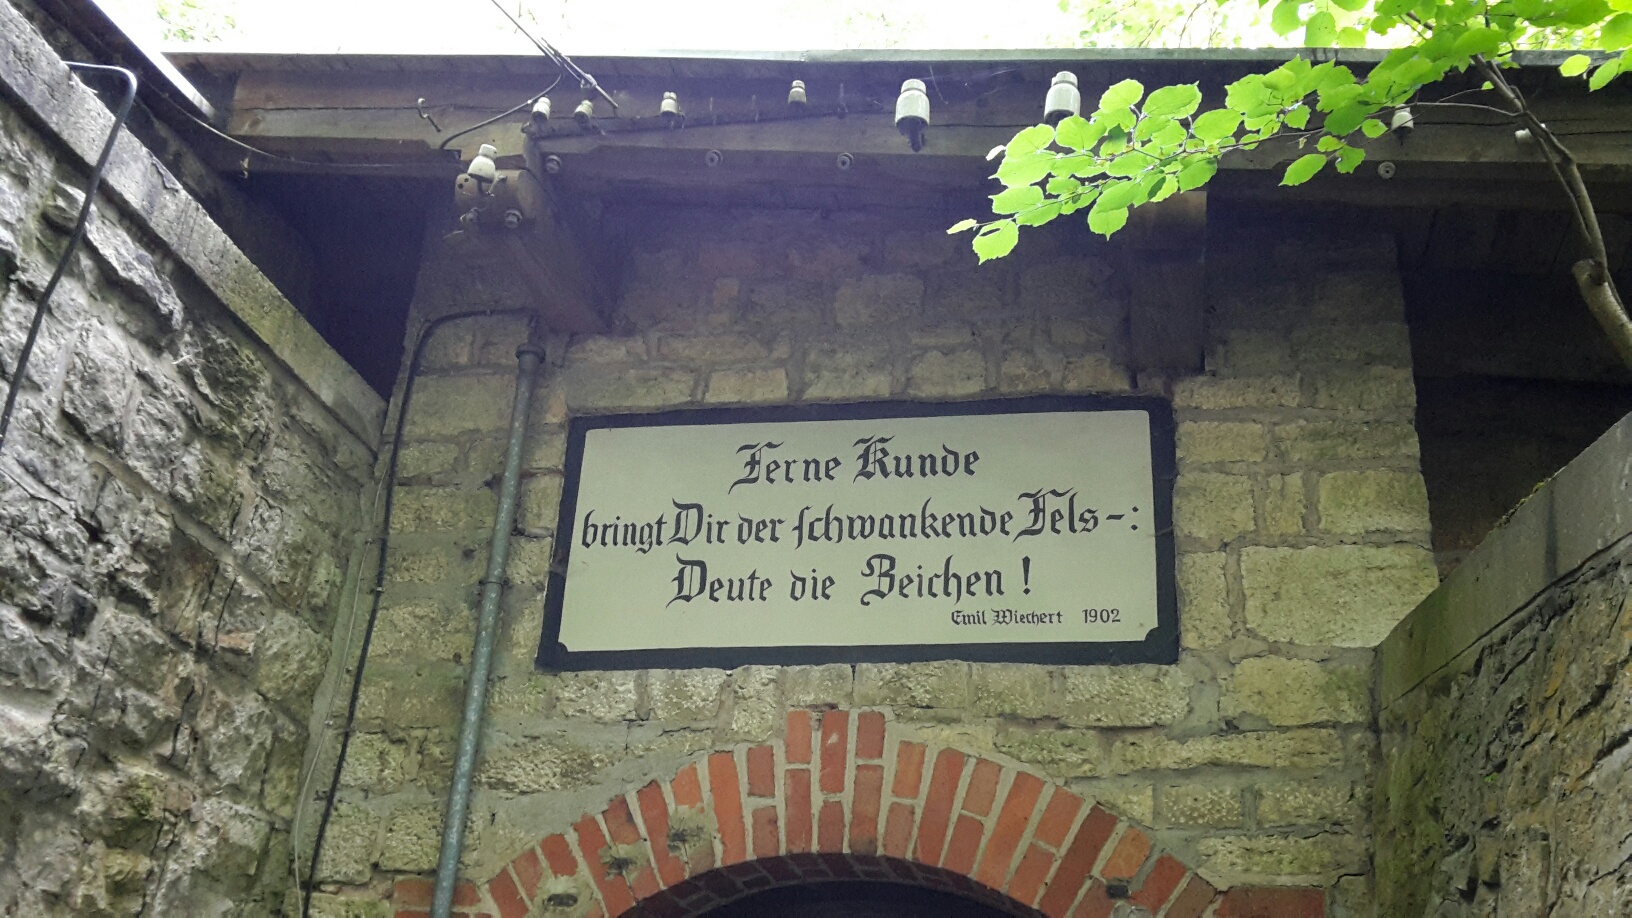 Ferne Kunde
bringt Dir der ſchwankende Fels-:
Deute die Zeichen!
Emil Wiechert 1902